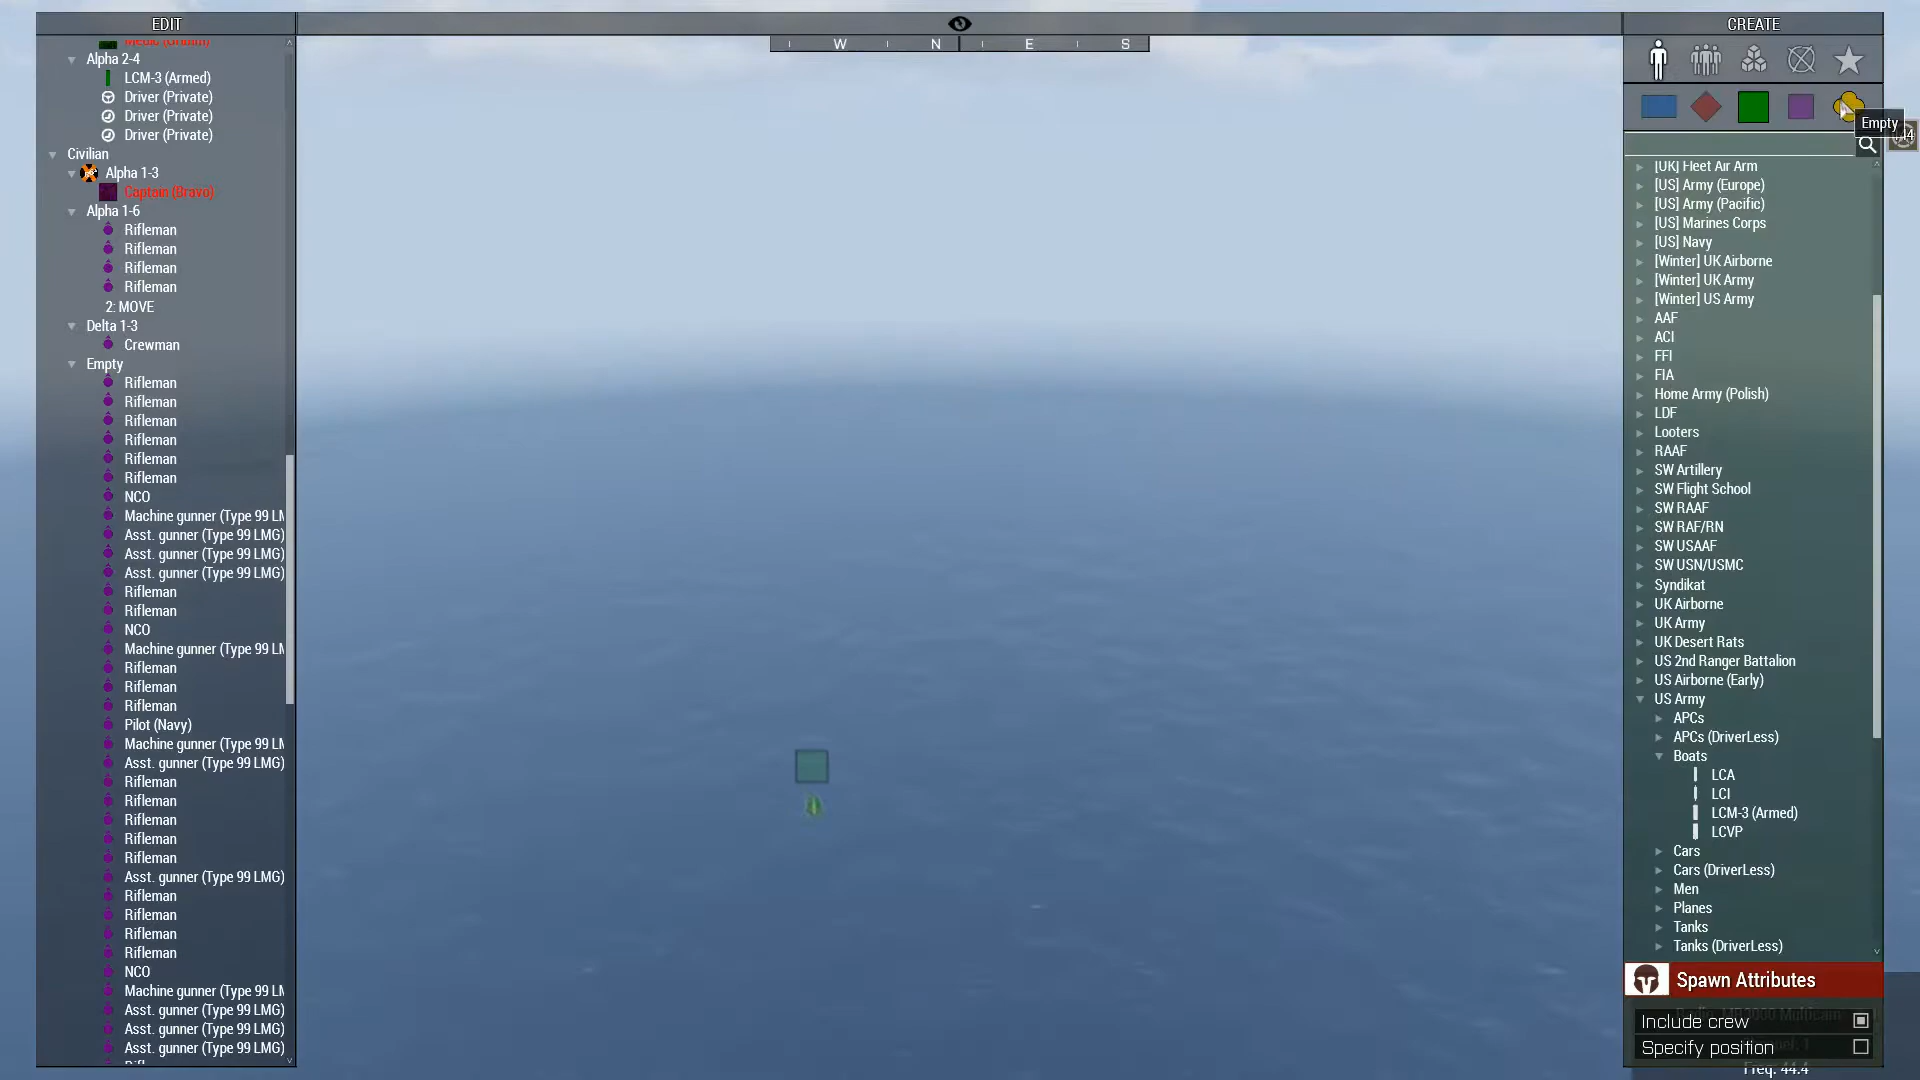 EDIT
Medic (Gribirm)
Alpha 2-4
LCM-3 (Armed)
Driver (Private)
Driver (Private)
Driver (Private)
Civilian
Alpha 1-3
Captain (Bravo)
Alpha 1-6
Rifleman
Rifleman
Rifleman
Rifleman
2: MOVE
Delta 1-3
Crewman
Empty
Rifleman
Rifleman
Rifleman
Rifleman
Rifleman
Rifleman
NCO
Machine gunner (Type 99 LM
Asst. gunner (Type 99 LMG)
Asst. gunner (Type 99 LMG)
Asst. gunner (Type 99 LMG)
Rifleman
Rifleman
NCO
Machine gunner (Type 99 LM
Rifleman
Rifleman
Rifleman
Pilot (Navy)
Machine gunner (Type 99 LM
Asst. gunner (Type 99 LMG)
Rifleman
Rifleman
Rifleman
Rifleman
Rifleman
Asst. gunner (Type 99 LMG)
Rifleman
Rifleman
Rifleman
Rifleman
NCO
Machine gunner (Type 99 LM
Asst. gunner (Type 99 LMG)
Asst. gunner (Type 99 LMG)
Asst. gunner (Type 99 LMG)
W N E S
CREATE
Empty
[UK] Fleet Air Arm
[US] Army (Europe)
[US] Army (Pacific)
[US] Marines Corps
[US] Navy
[Winter] UK Airborne
[Winter] UK Army
[Winter] US Army
AAF
ACI
FFI
FIA
Home Army (Polish)
LDF
Looters
RAAF
SW Artillery
SW Flight School
SW RAAF
SW RAF/RN
SW USAAF
SW USN/USMC
Syndikat
UK Airborne
UK Army
UK Desert Rats
US 2nd Ranger Battalion
US Airborne (Early)
US Army
APCs
APCs (DriverLess)
Boats
LCA
LCI
LCM-3 (Armed)
LCVP
Cars
Cars (DriverLess)
Men
Planes
Tanks
Tanks (DriverLess)
Spawn Attributes
Include crew
Specify position
Freq: 44.4